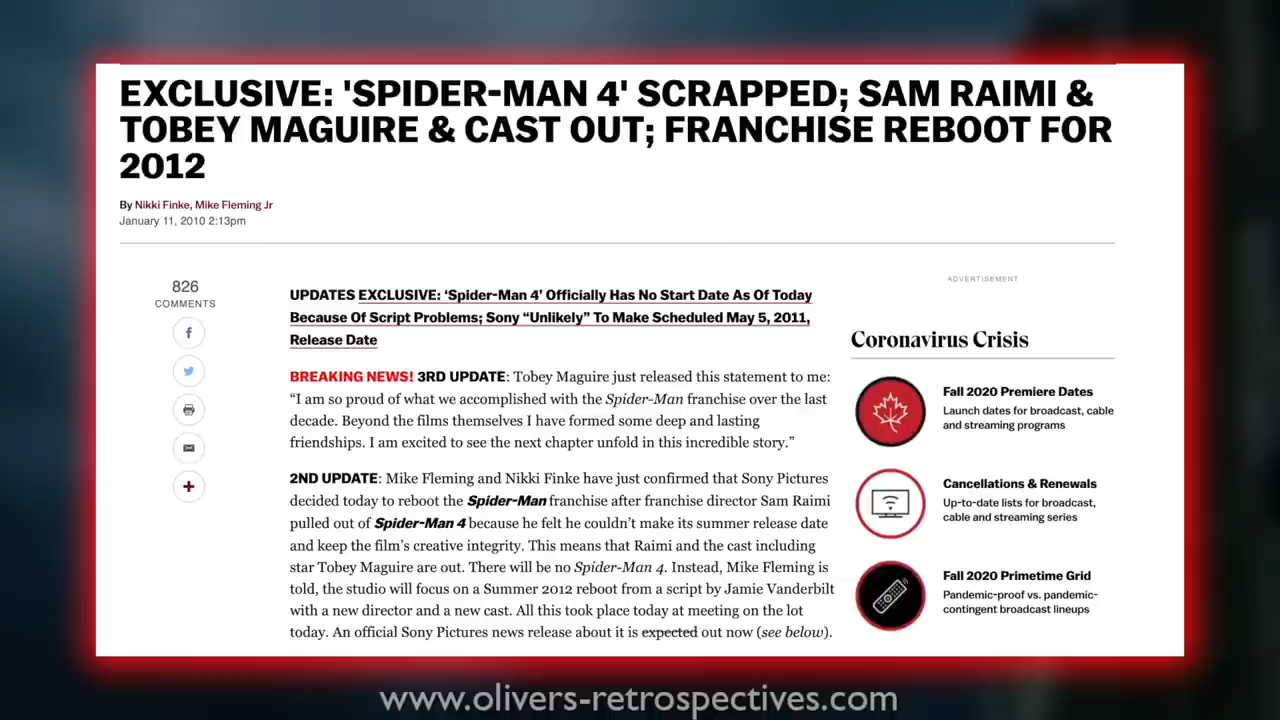 EXCLUSIVE: 'SPIDER-MAN 4' SCRAPPED; SAM RAIMI &
TOBEY MAGUIRE & CAST OUT; FRANCHISE REBOOT FOR
2012
By Nikki Finke, Mike Fleming Jr
January 11, 2010 2:13pm
826
COMMENTS
UPDATES EXCLUSIVE: ‘Spider-Man 4’ Officially Has No Start Date As Of Today
Because Of Script Problems; Sony “Unlikely” To Make Scheduled May 5, 2011,
Release Date
BREAKING NEWS! 3RD UPDATE: Tobey Maguire just released this statement to me:
“I am so proud of what we accomplished with the Spider-Man franchise over the last
decade. Beyond the films themselves I have formed some deep and lasting
friendships. I am excited to see the next chapter unfold in this incredible story.”
2ND UPDATE: Mike Fleming and Nikki Finke have just confirmed that Sony Pictures
decided today to reboot the Spider-Man franchise after franchise director Sam Raimi
pulled out of Spider-Man 4 because he felt he couldn’t make its summer release date
and keep the film’s creative integrity. This means that Raimi and the cast including
star Tobey Maguire are out. There will be no Spider-Man 4. Instead, Mike Fleming is
told, the studio will focus on a Summer 2012 reboot from a script by Jamie Vanderbilt
with a new director and a new cast. All this took place today at meeting on the lot
today. An official Sony Pictures news release about it is expected out now (see below).
ADVERTISEMENT
Coronavirus Crisis
Fall 2020 Premiere Dates
Launch dates for broadcast, cable
and streaming programs
Cancellations & Renewals
Up-to-date lists for broadcast,
cable and streaming series
Fall 2020 Primetime Grid
Pandemic-proof vs. pandemic-
contingent broadcast lineups
www.olivers-retrospectives.com